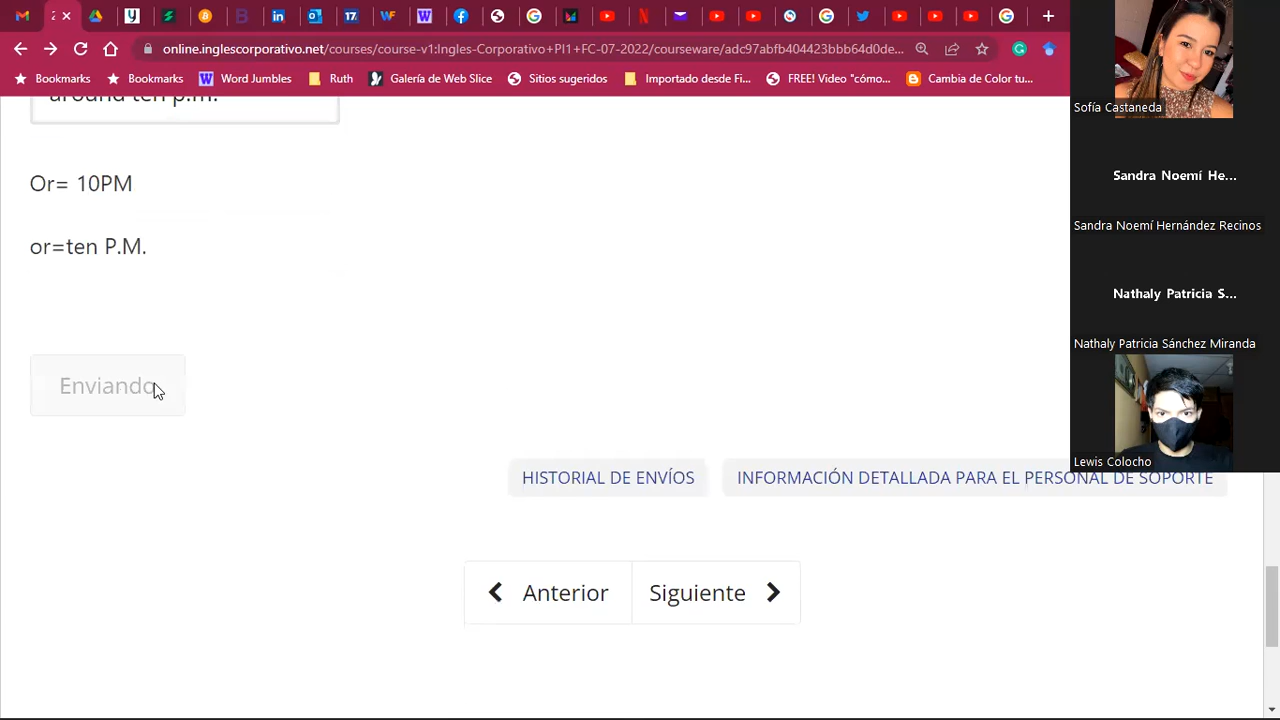 online.inglescorporativo.net/courses/course-v1:Ingles-Corporativo+PI1+FC-07-2022/courseware/adc97abfb404423bbb64d0de...
Bookmarks Bookmarks Word Jumbles Ruth Galería de Web Slice Sitios sugeridos Importado desde Fi... FREE! Video "cómo... Cambia de Color tu...
around ten p.m.
Or= 10PM
or=ten P.M.
Enviando
HISTORIAL DE ENVÍOS INFORMACIÓN DETALLADA PARA EL PERSONAL DE SOPORTE
Anterior Siguiente
Sofía Castaneda
Sandra Noemí He...
Sandra Noemí Hernández Recinos
Nathaly Patricia S...
Nathaly Patricia Sánchez Miranda
Lewis Colocho